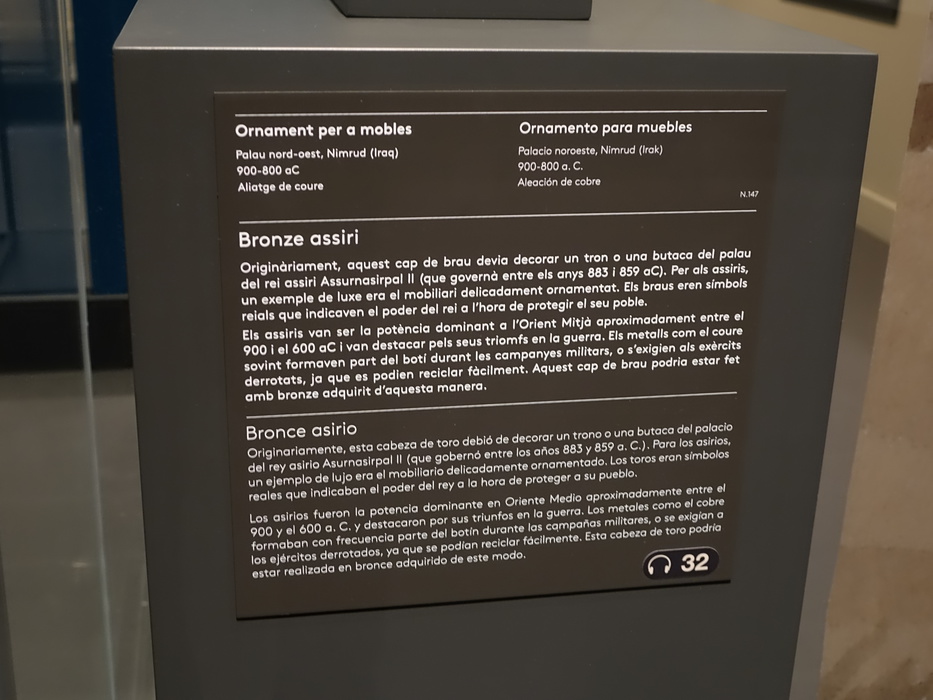 Ornament per a mobles
Palau nord-oest, Nimrud (Iraq)
900-800 aC
Aliatge de coure
Ornamento para muebles
Palacio noroeste, Nimrud (Irak)
900-800 a. C.
Aleación de cobre
N.147
Bronze assiri
Originàriament, aquest cap de brau devia decorar un tron o una butaca del palau
del rei assiri Assurnasirpal II (que governà entre els anys 883 i 859 aC). Per als assiris,
un exemple de luxe era el mobiliari delicadament ornamentat. Els braus eren símbols
reials que indicaven el poder del rei a l'hora de protegir el seu poble.
Els assiris van ser la potència dominant a l'Orient Mitjà aproximadament entre el
900 i el 600 aC i van destacar pels seus triomfs en la guerra. Els metalls com el coure
sovint formaven part del botí durant les campanyes militars, o s'exigien als exèrcits
derrotats, ja que es podien reciclar fàcilment. Aquest cap de brau podria estar fet
amb bronze adquirit d'aquesta manera.
Bronce asirio
Originariamente, esta cabeza de toro debió de decorar un trono o una butaca del palacio
del rey asirio Asurnasirpal II (que gobernó entre los años 883 y 859 a. C.). Para los asirios,
un ejemplo de lujo era el mobiliario delicadamente ornamentado. Los toros eran símbolos
reales que indicaban el poder del rey a la hora de proteger a su pueblo.
Los asirios fueron la potencia dominante en Oriente Medio aproximadamente entre el
900 y el 600 a. C. y destacaron por sus triunfos en la guerra. Los metales como el cobre
formaban con frecuencia parte del botín durante las campañas militares, o se exigían a
los ejércitos derrotados, ya que se podían reciclar fácilmente. Esta cabeza de toro podría
estar realizada en bronce adquirido de este modo.
32